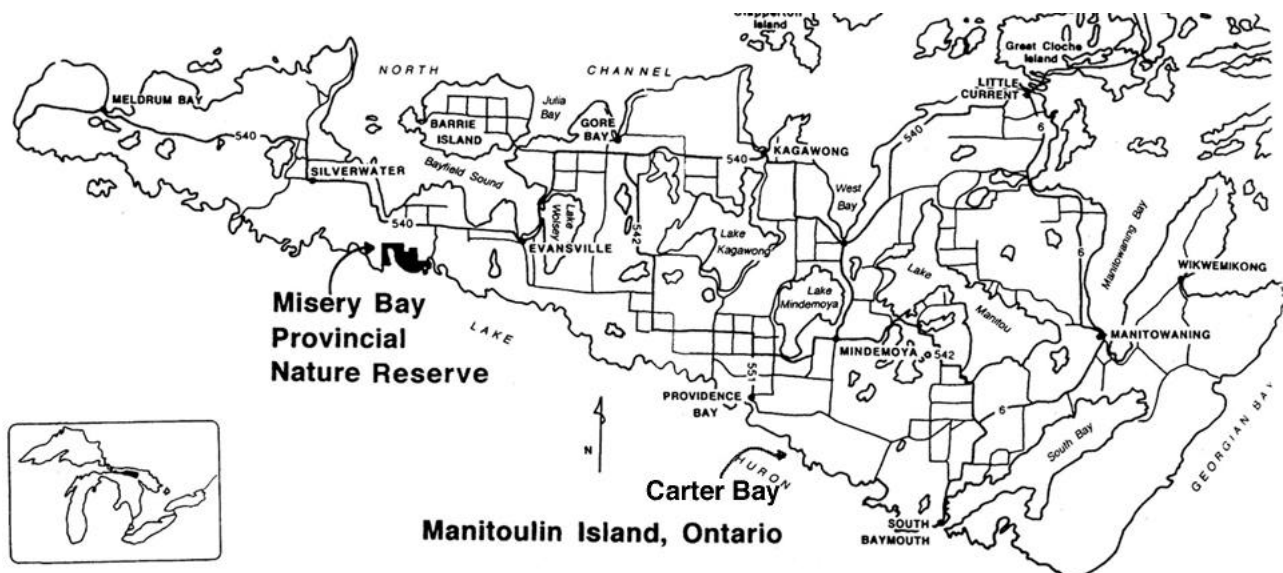 Island
Great Cloche
Island
NORTH
CHANNEL
LITTLE
CURRENT
MELDRUM BAY
Julia
Bay
GORE
BAY
BARRIE
ISLAND
540
540
6
KAGAWONG
540
SILVERWATER
Bayfield Sound
West
Bay
540
Lake
Wolsey
542
Lake
Kagawong
EVANSVILLE
6
Manitowaning Bay
WIKWEMIKONG
Misery Bay
Provincial
Nature Reserve
LAKE
Lake
Mindemoya
Lake
Manitou
MANITOWANING
MINDEMOYA
542
551
PROVIDENCE
BAY
6
South Bay
GEORGIAN BAY
N
HURON
Carter Bay
Manitoulin Island, Ontario
SOUTH
BAYMOUTH